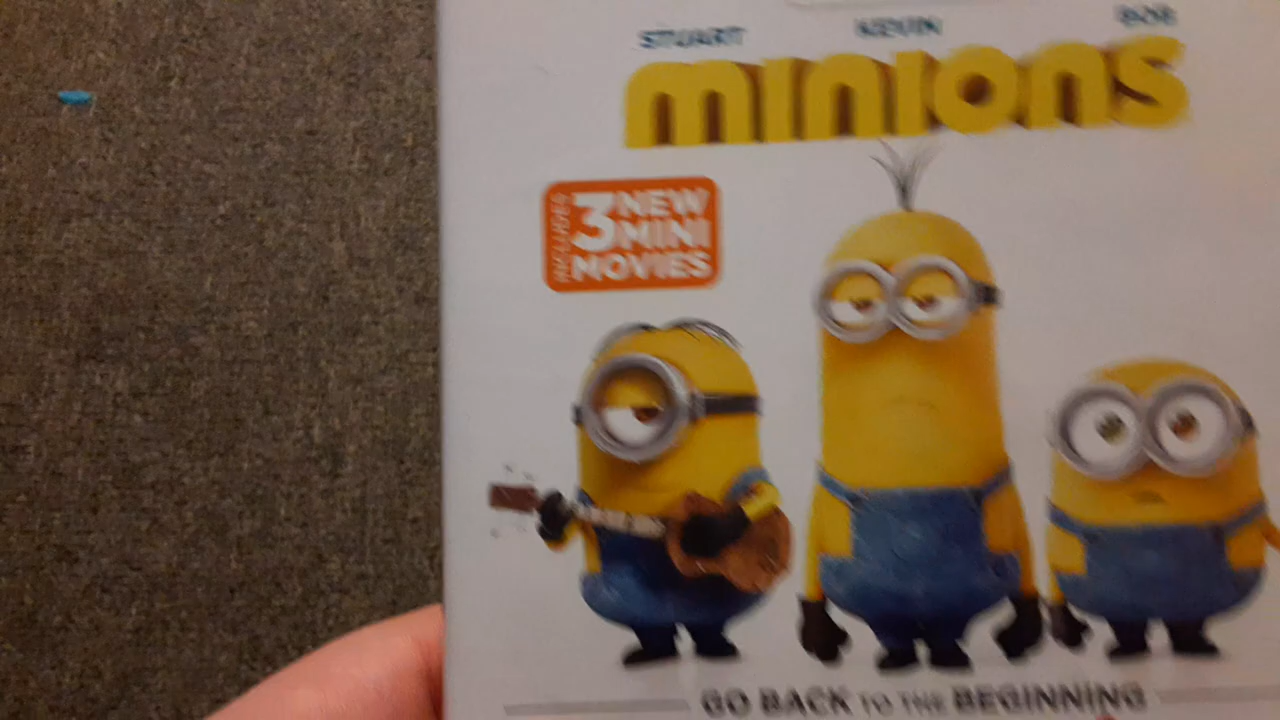 STUART KEVIN BOB
minions
INCLUDES
3 NEW
MINI
MOVIES
GO BACK TO THE BEGINNING